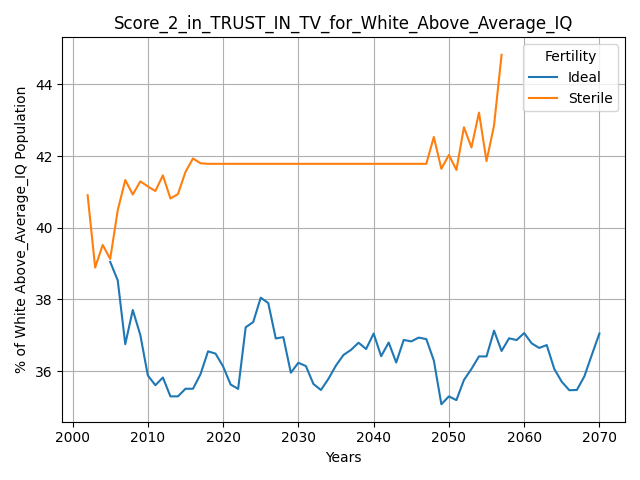 Score_2_in_TRUST_IN_TV_for_White_Above_Average_IQ
% of White Above_Average_IQ Population
44
42
40
38
36
Fertility
Ideal
Sterile
2000 2010 2020 2030 2040 2050 2060 2070
Years